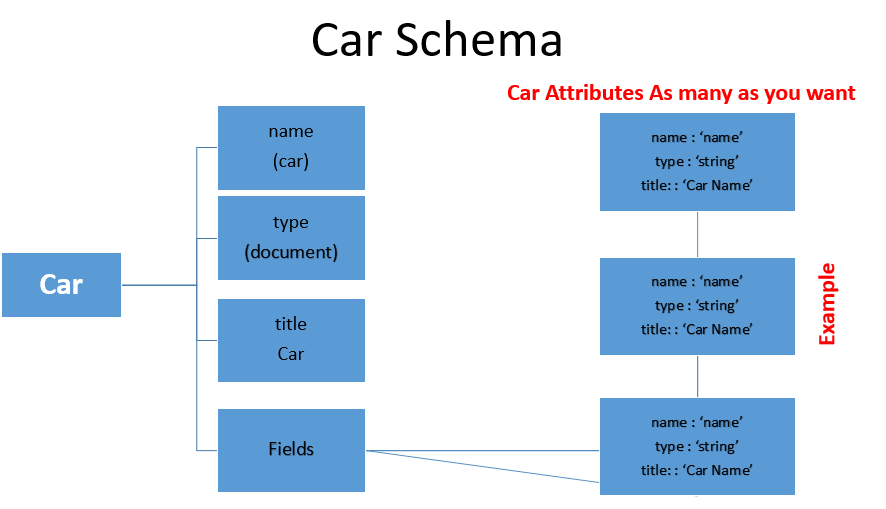 Car Schema
Car Attributes As many as you want
name
(car)
type
(document)
title
Car
Fields
Car
name : ‘name’
type : ‘string’
title: : ‘Car Name’
name : ‘name’
type : ‘string’
title: : ‘Car Name’
name : ‘name’
type : ‘string’
title: : ‘Car Name’
Example